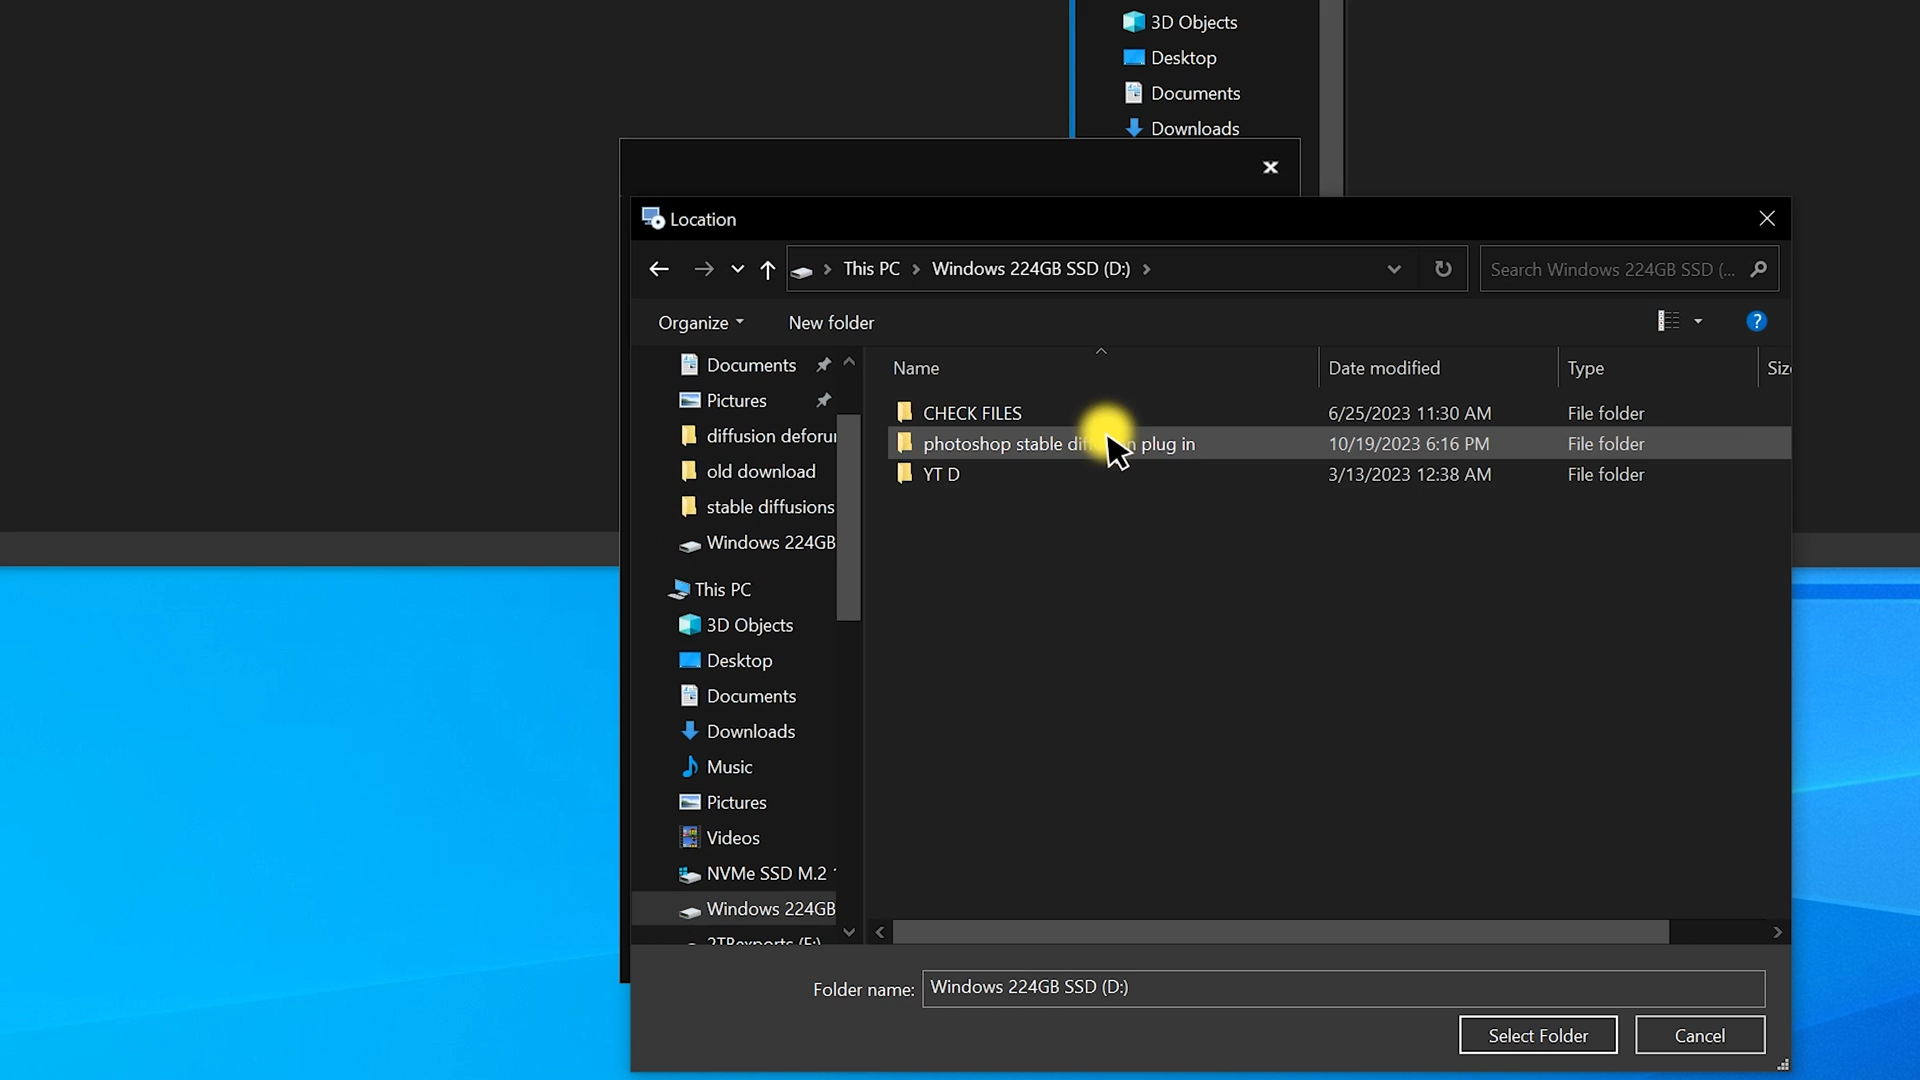 3D Objects
Desktop
Documents
Downloads
Location
This PC
Windows 224GB SSD (D:)
Search Windows 224GB SSD (...
Organize
New folder
?
Documents
Pictures
diffusion deforu
old download
stable diffusions
Windows 224GB
This PC
3D Objects
Desktop
Documents
Downloads
Music
Pictures
Videos
NVMe SSD M.2
Windows 224GB
2TBexports (E:)
Name Date modified Type Siz
CHECK FILES 6/25/2023 11:30 AM File folder
photoshop stable diff n plug in 10/19/2023 6:16 PM File folder
YT D 3/13/2023 12:38 AM File folder
Folder name: Windows 224GB SSD (D:)
Select Folder Cancel